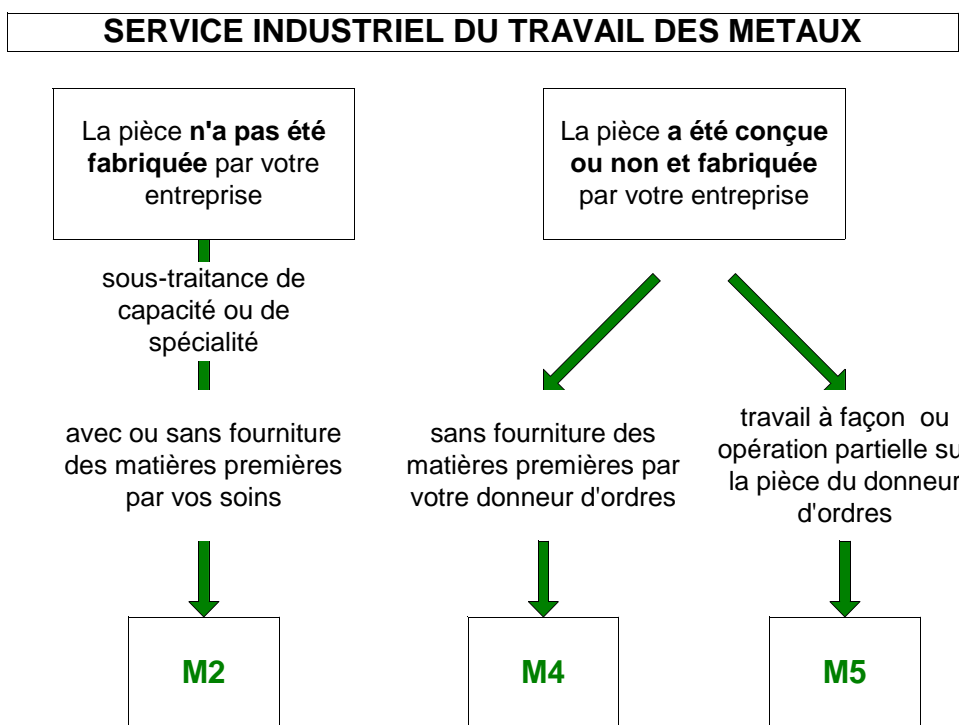 SERVICE INDUSTRIEL DU TRAVAIL DES METAUX
La pièce n'a pas été
fabriquée par votre
entreprise
La pièce a été conçue
ou non et fabriquée
par votre entreprise
sous-traitance de
capacité ou de
spécialité
avec ou sans fourniture
des matières premières
par vos soins
sans fourniture des
matières premières par
votre donneur d'ordres
travail à façon ou
opération partielle su
la pièce du donneur
d'ordres
M2
M4
M5